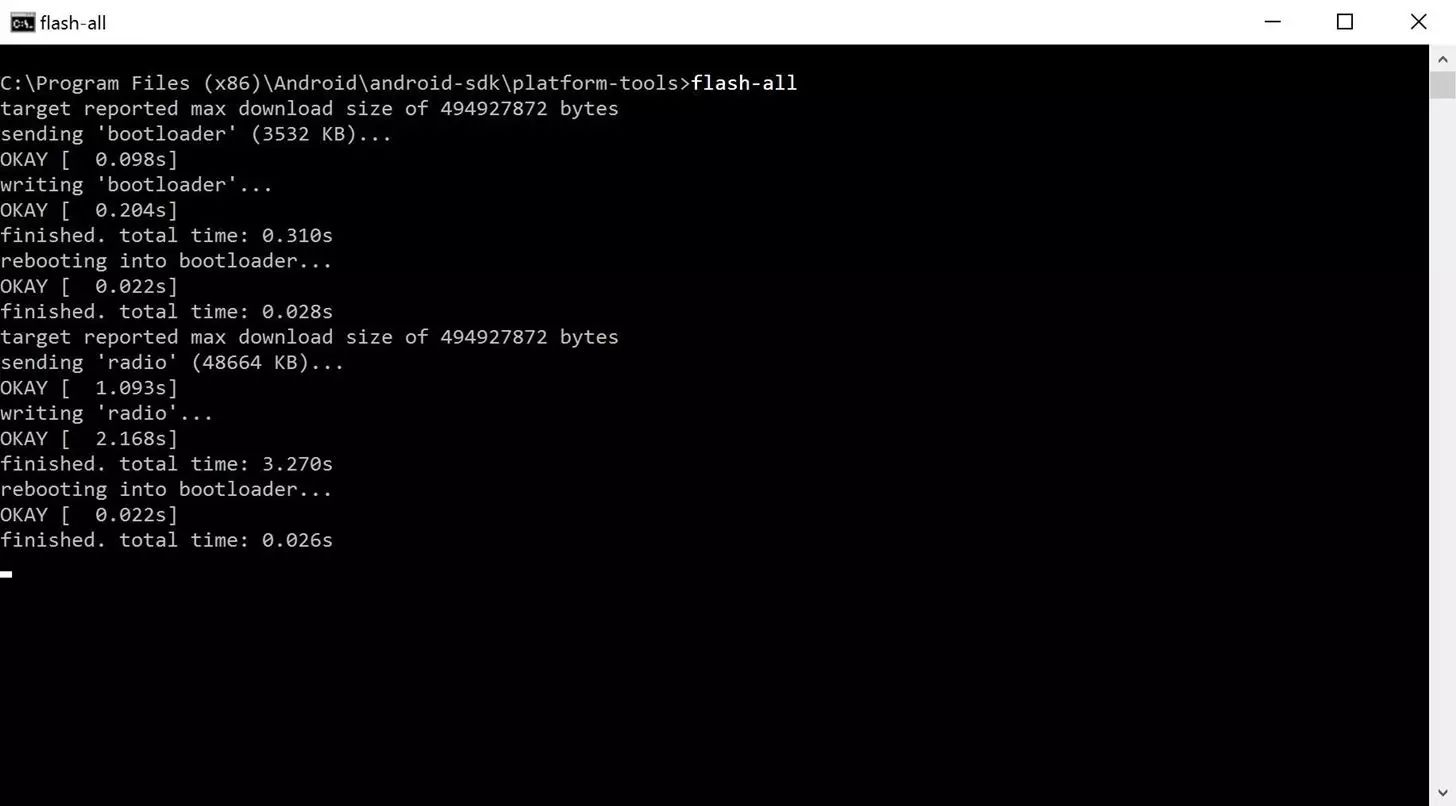 flash-all
C:\Program Files (x86)\Android\android-sdk\platform-tools>flash-all
target reported max download size of 494927872 bytes
sending 'bootloader' (3532 KB)...
OKAY [  0.098s]
writing 'bootloader'...
OKAY [  0.204s]
finished. total time: 0.310s
rebooting into bootloader...
OKAY [  0.022s]
finished. total time: 0.028s
target reported max download size of 494927872 bytes
sending 'radio' (48664 KB)...
OKAY [  1.093s]
writing 'radio'...
OKAY [  2.168s]
finished. total time: 3.270s
rebooting into bootloader...
OKAY [  0.022s]
finished. total time: 0.026s